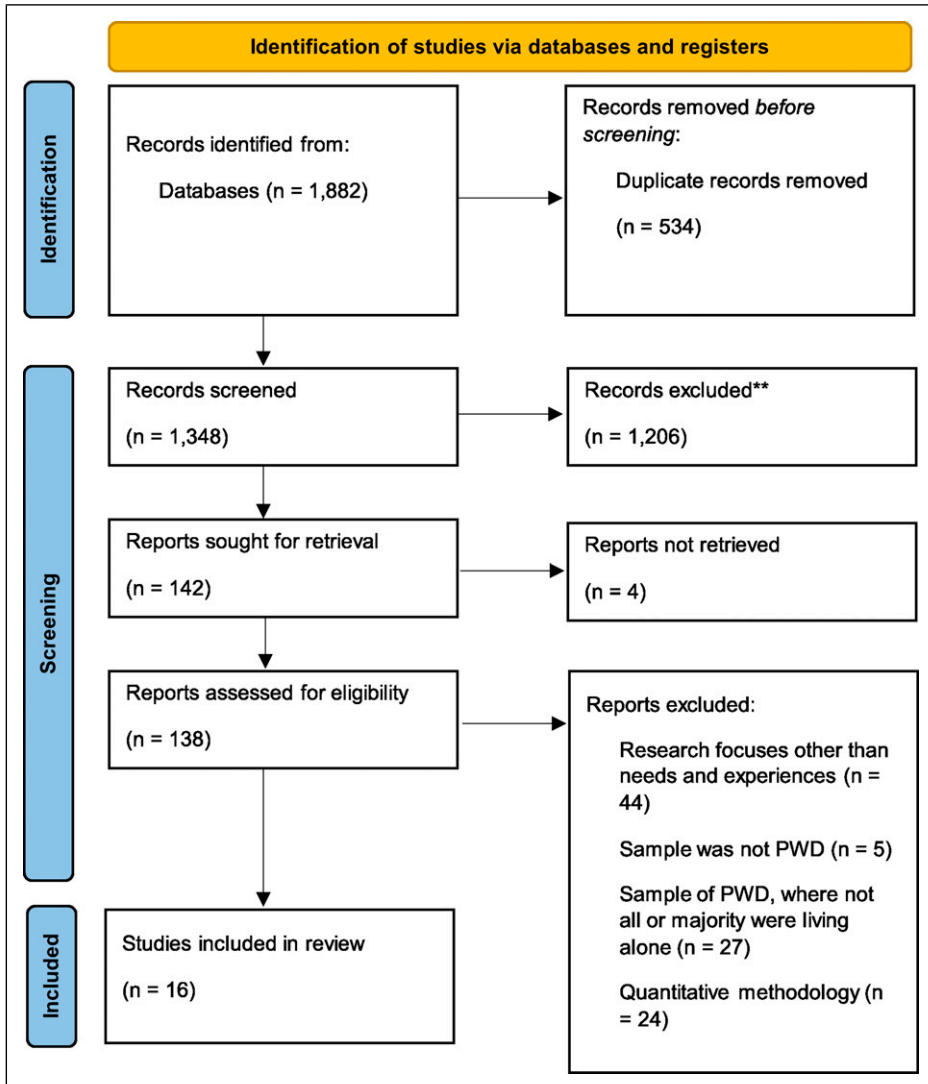 Identification of studies via databases and registers
Identification
Records identified from:
Databases (n = 1,882)
Records removed before
screening:
Duplicate records removed
(n = 534)
Screening
Records screened
(n = 1,348)
Records excluded**
(n = 1,206)
Reports sought for retrieval
(n = 142)
Reports not retrieved
(n = 4)
Reports assessed for eligibility
(n = 138)
Reports excluded:
Research focuses other than
needs and experiences (n =
44)
Sample was not PWD (n = 5)
Sample of PWD, where not
all or majority were living
alone (n = 27)
Quantitative methodology (n
= 24)
Included
Studies included in review
(n = 16)